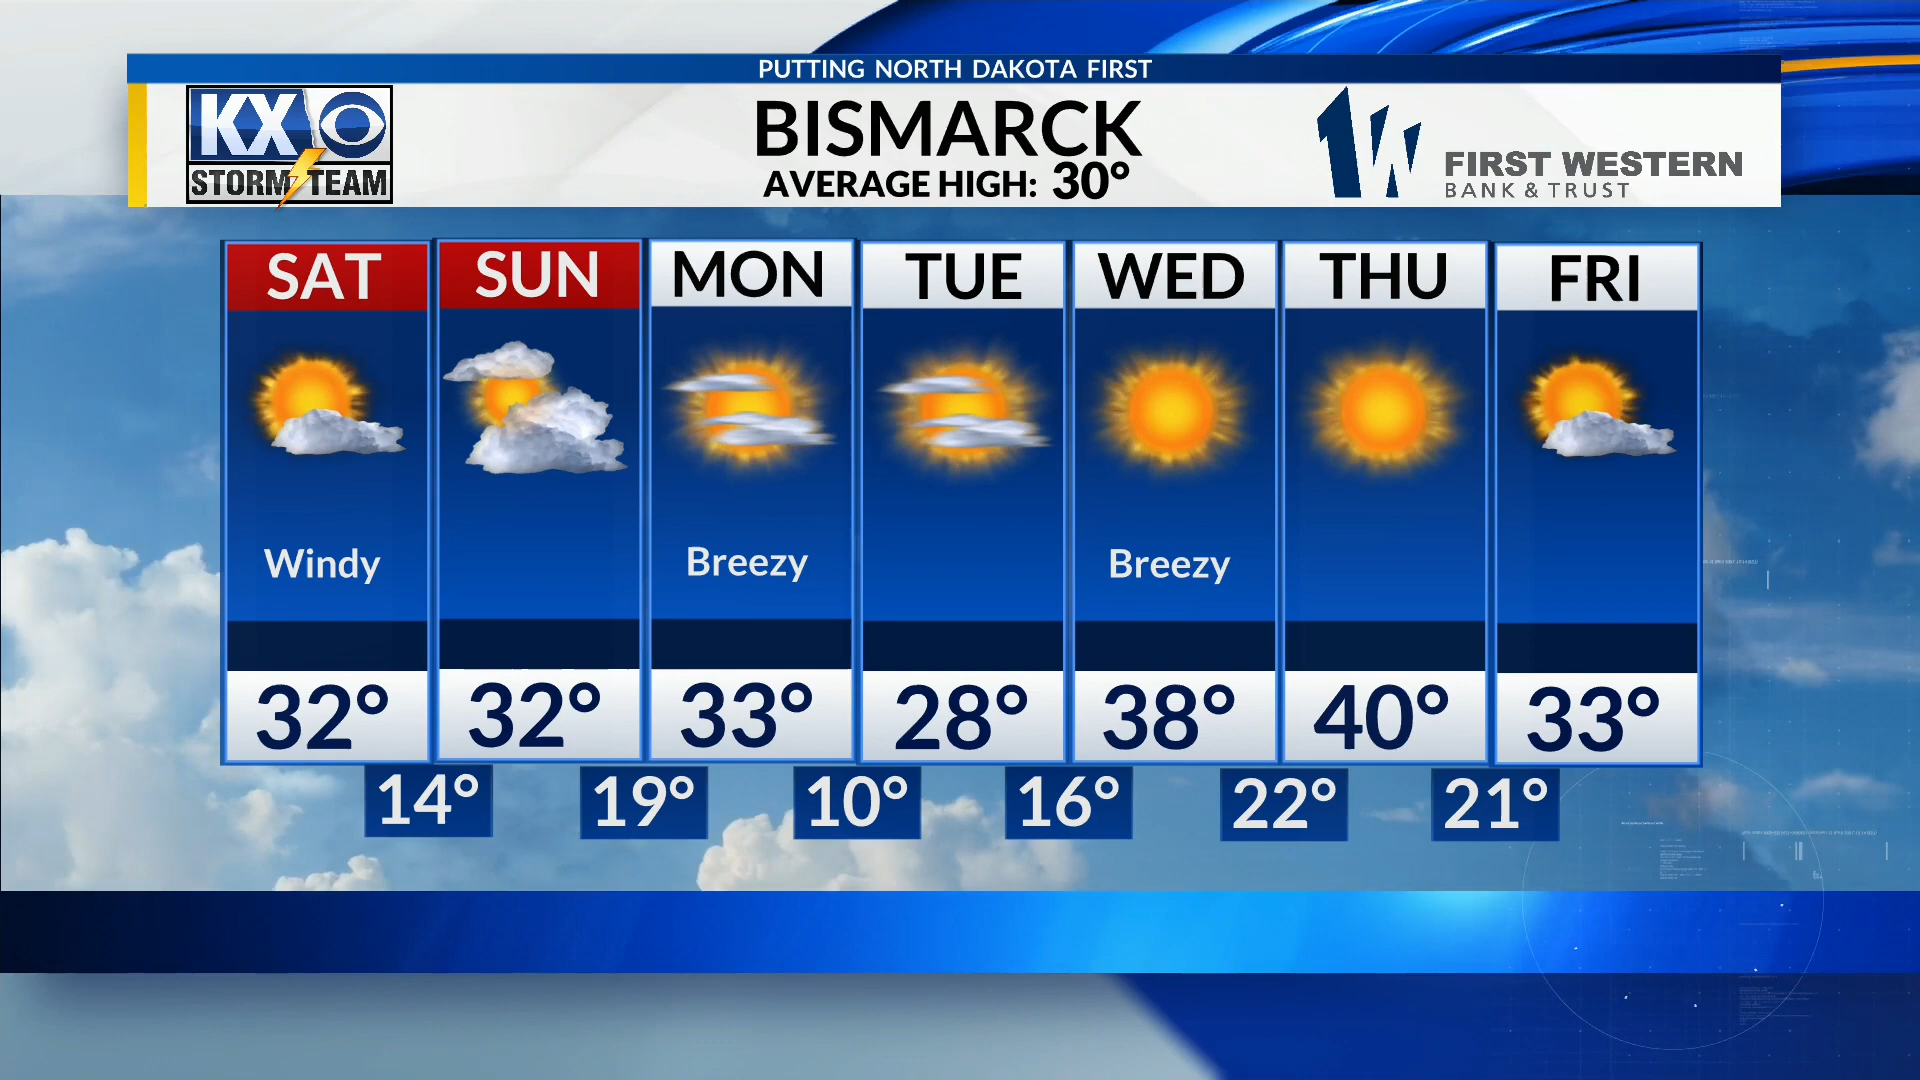 PUTTING NORTH DAKOTA FIRST
KX
STORM TEAM
BISMARCK
AVERAGE HIGH: 30°
FIRST WESTERN
BANK & TRUST
SAT SUN MON TUE WED THU FRI
Windy Breezy Breezy
32° 32° 33° 28° 38° 40° 33°
14° 19° 10° 16° 22° 21°